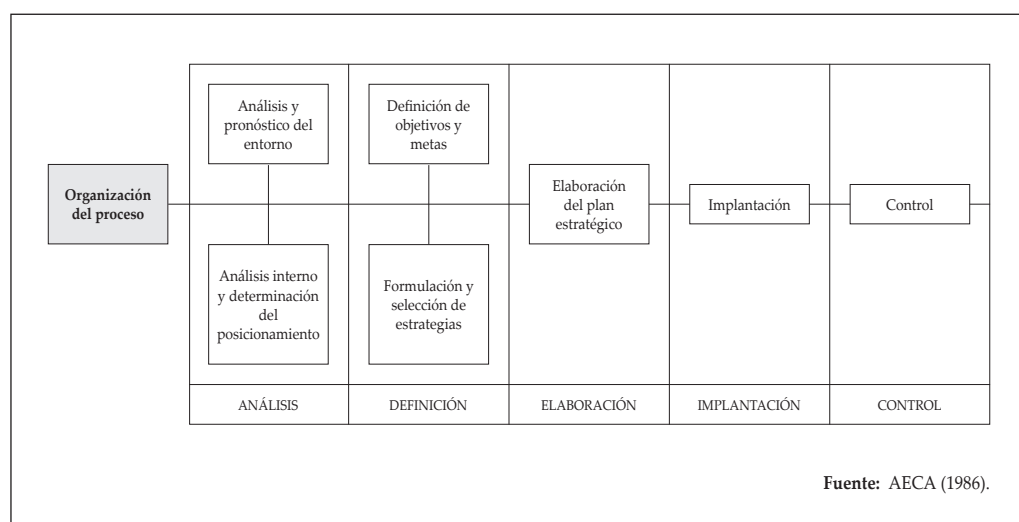 Organización
del proceso
Análisis y
pronóstico del
entorno
Análisis interno
y determinación
del
posicionamiento
ANÁLISIS
Definición de
objetivos y
metas
Formulación y
selección de
estrategias
DEFINICIÓN
Elaboración
del plan
estratégico
ELABORACIÓN
Implantación
IMPLANTACIÓN
Control
CONTROL
Fuente: AECA (1986).